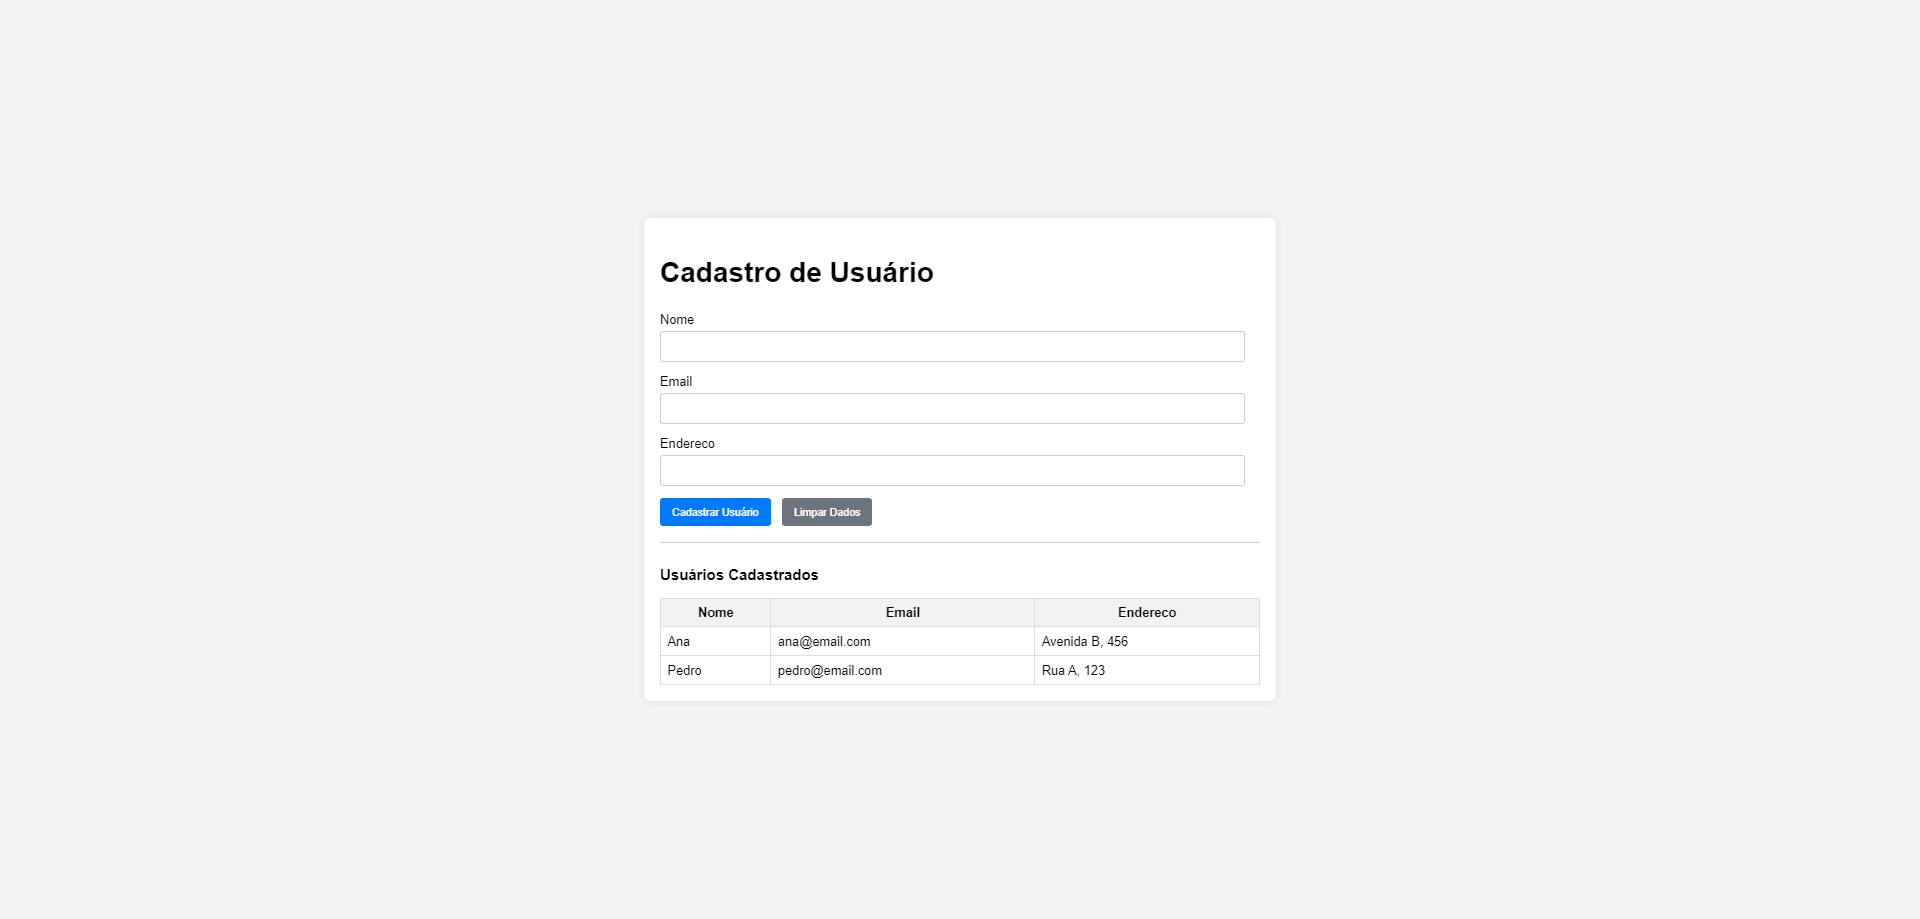 Cadastro de Usuário
Nome
Email
Endereco
Cadastrar Usuário Limpar Dados
Usuários Cadastrados
Nome Email Endereco
Ana ana@email.com Avenida B, 456
Pedro pedro@email.com Rua A, 123